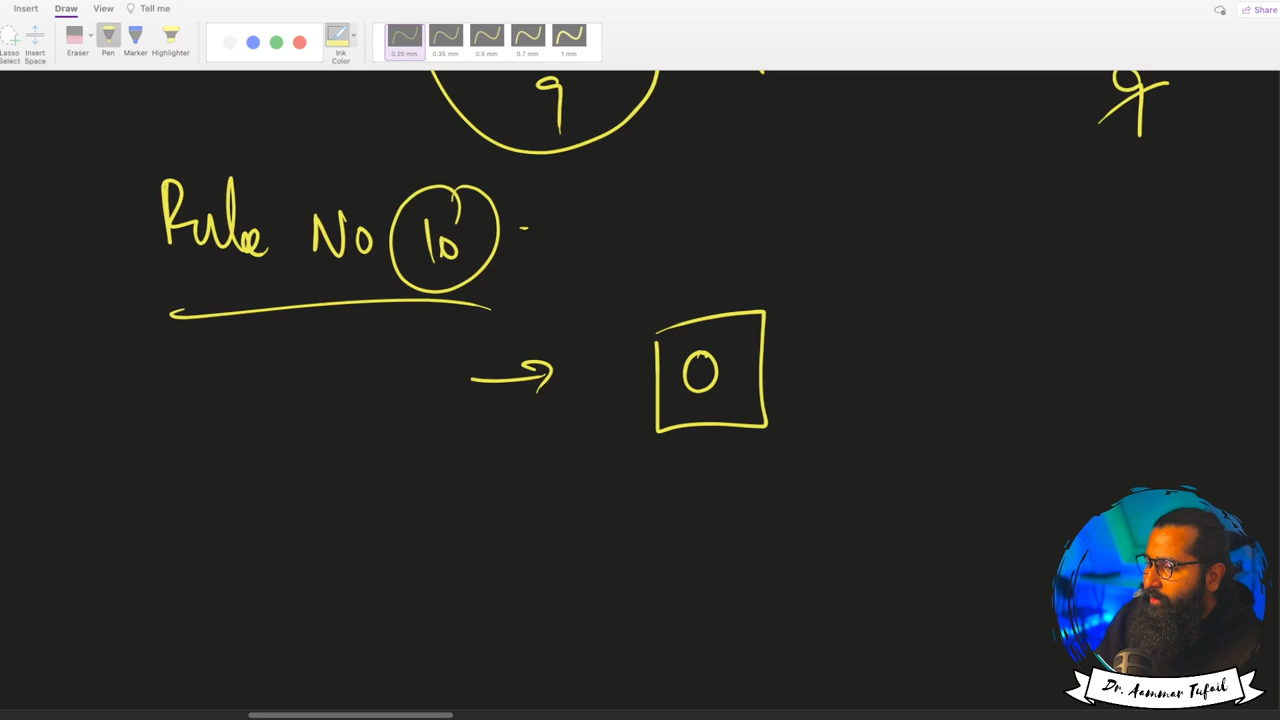 Insert Draw View Tell me Share
Lasso Select Insert Space Eraser Pen Marker Highlighter Ink Color 0.25 mm 0.35 mm 0.5 mm 0.7 mm 1 mm
9 9
Rule No 10 -
→ 0
Dr. Aammar Tufail